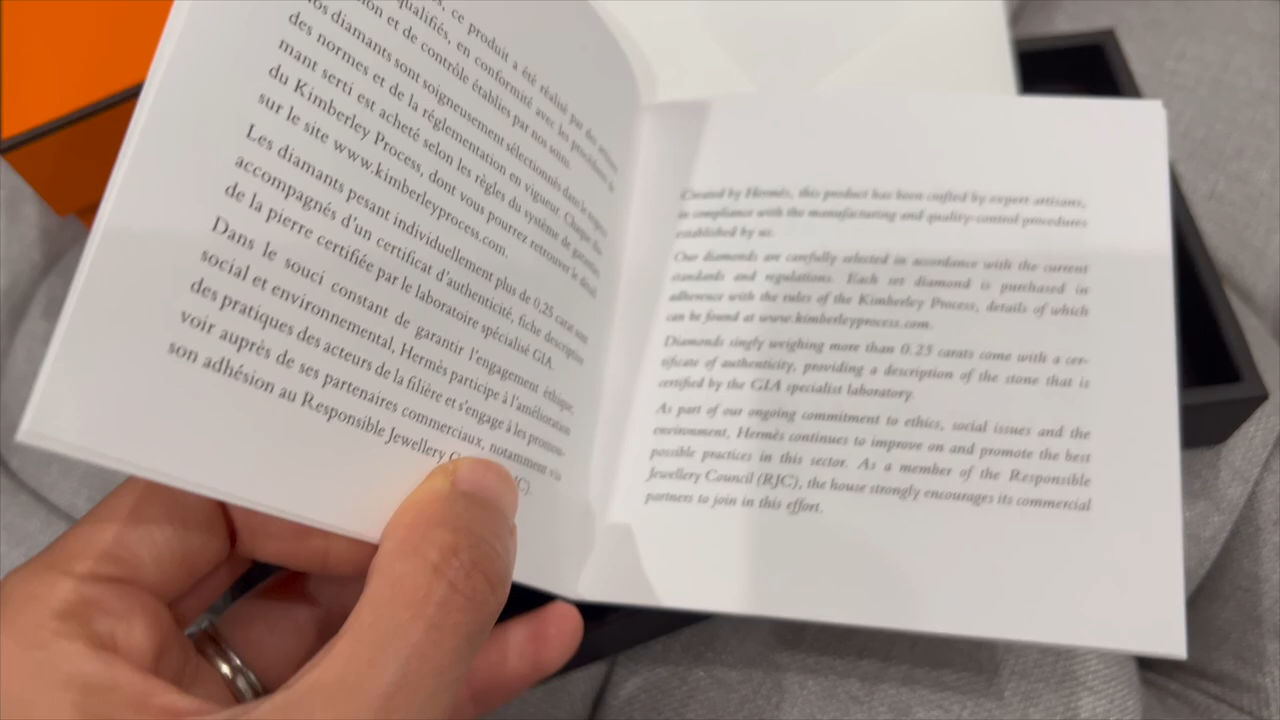 s, ce produit a été réalisé par des
qualifiés, en conformité avec les procédures de
ion et de contrôle établies par nos soins.
os diamants sont soigneusement sélectionnés dans le respect
des normes et de la réglementation en vigueur. Chaque dia-
mant serti est acheté selon les règles du système de garanties
du Kimberley Process, dont vous pourrez retrouver le détail
sur le site www.kimberleyprocess.com.
Les diamants pesant individuellement plus de 0,25 carat sont
accompagnés d'un certificat d'authenticité, fiche descriptive
de la pierre certifiée par le laboratoire spécialisé GIA.
Dans le souci constant de garantir l'engagement éthique,
social et environnemental, Hermès participe à l'amélioration
des pratiques des acteurs de la filière et s'engage à les promou-
voir auprès de ses partenaires commerciaux, notamment via
son adhésion au Responsible Jewellery C JC).
Created by Hermès, this product has been crafted by expert artisans,
in compliance with the manufacturing and quality-control procedures
established by us.
Our diamonds are carefully selected in accordance with the current
standards and regulations. Each set diamond is purchased in
adherence with the rules of the Kimberley Process, details of which
can be found at www.kimberleyprocess.com.
Diamonds singly weighing more than 0.25 carats come with a cer-
tificate of authenticity, providing a description of the stone that is
certified by the GIA specialist laboratory.
As part of our ongoing commitment to ethics, social issues and the
environment, Hermès continues to improve on and promote the best
possible practices in this sector. As a member of the Responsible
Jewellery Council (RJC), the house strongly encourages its commercial
partners to join in this effort.